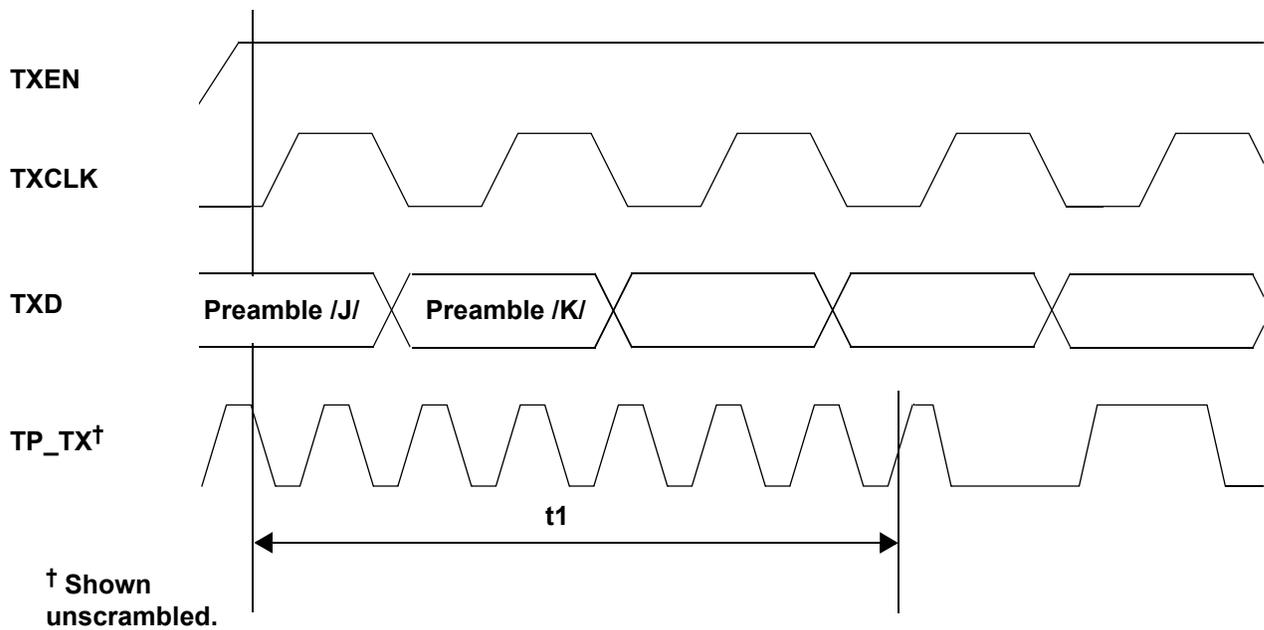 TXEN
TXCLK
TXD
Preamble /J/
Preamble /K/
TP_TX†
t1
† Shown
unscrambled.